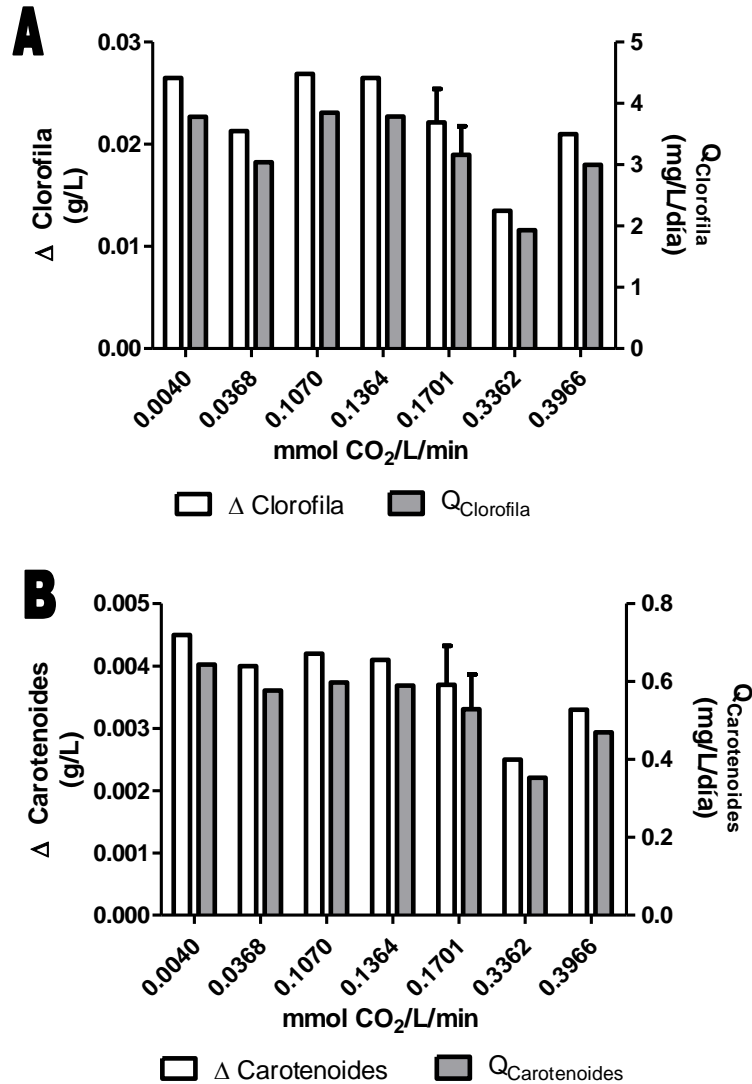 A
0.03
0.02
0.01
0.00
Δ Clorofila
(g/L)
5
4
3
2
1
0
Q_Clorofila
(mg/L/día)
0.0040
0.0368
0.1070
0.1364
0.1701
0.3362
0.3966
mmol CO₂/L/min
Δ Clorofila
Q_Clorofila
B
0.005
0.004
0.003
0.002
0.001
0.000
Δ Carotenoides
(g/L)
0.8
0.6
0.4
0.2
0.0
Q_Carotenoides
(mg/L/día)
0.0040
0.0368
0.1070
0.1364
0.1701
0.3362
0.3966
mmol CO₂/L/min
Δ Carotenoides
Q_Carotenoides